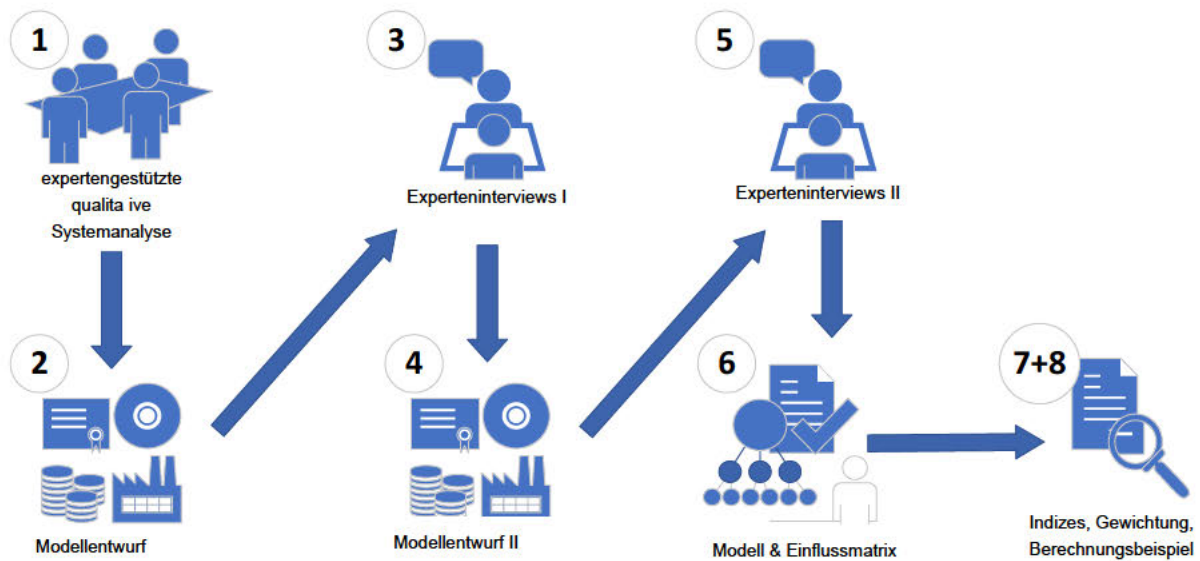 1
expertengestützte
qualita ive
Systemanalyse
2
Modellentwurf
3
Experteninterviews I
4
Modellentwurf II
5
Experteninterviews II
6
Modell & Einflussmatrix
7+8
Indizes, Gewichtung,
Berechnungsbeispiel